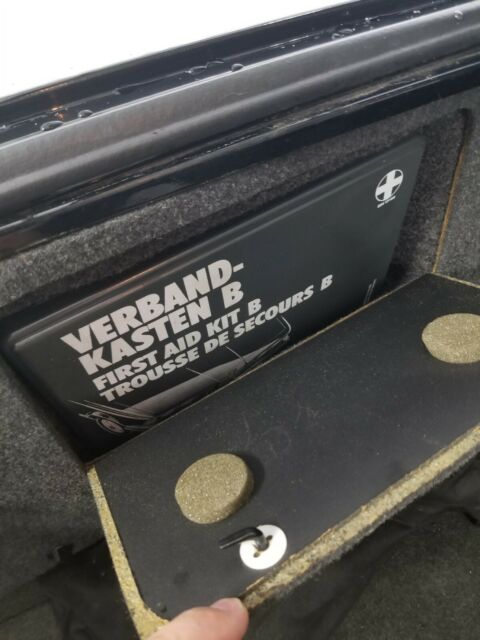 VERBAND-
KASTEN B
FIRST AID KIT B
TROUSSE DE SECOURS B